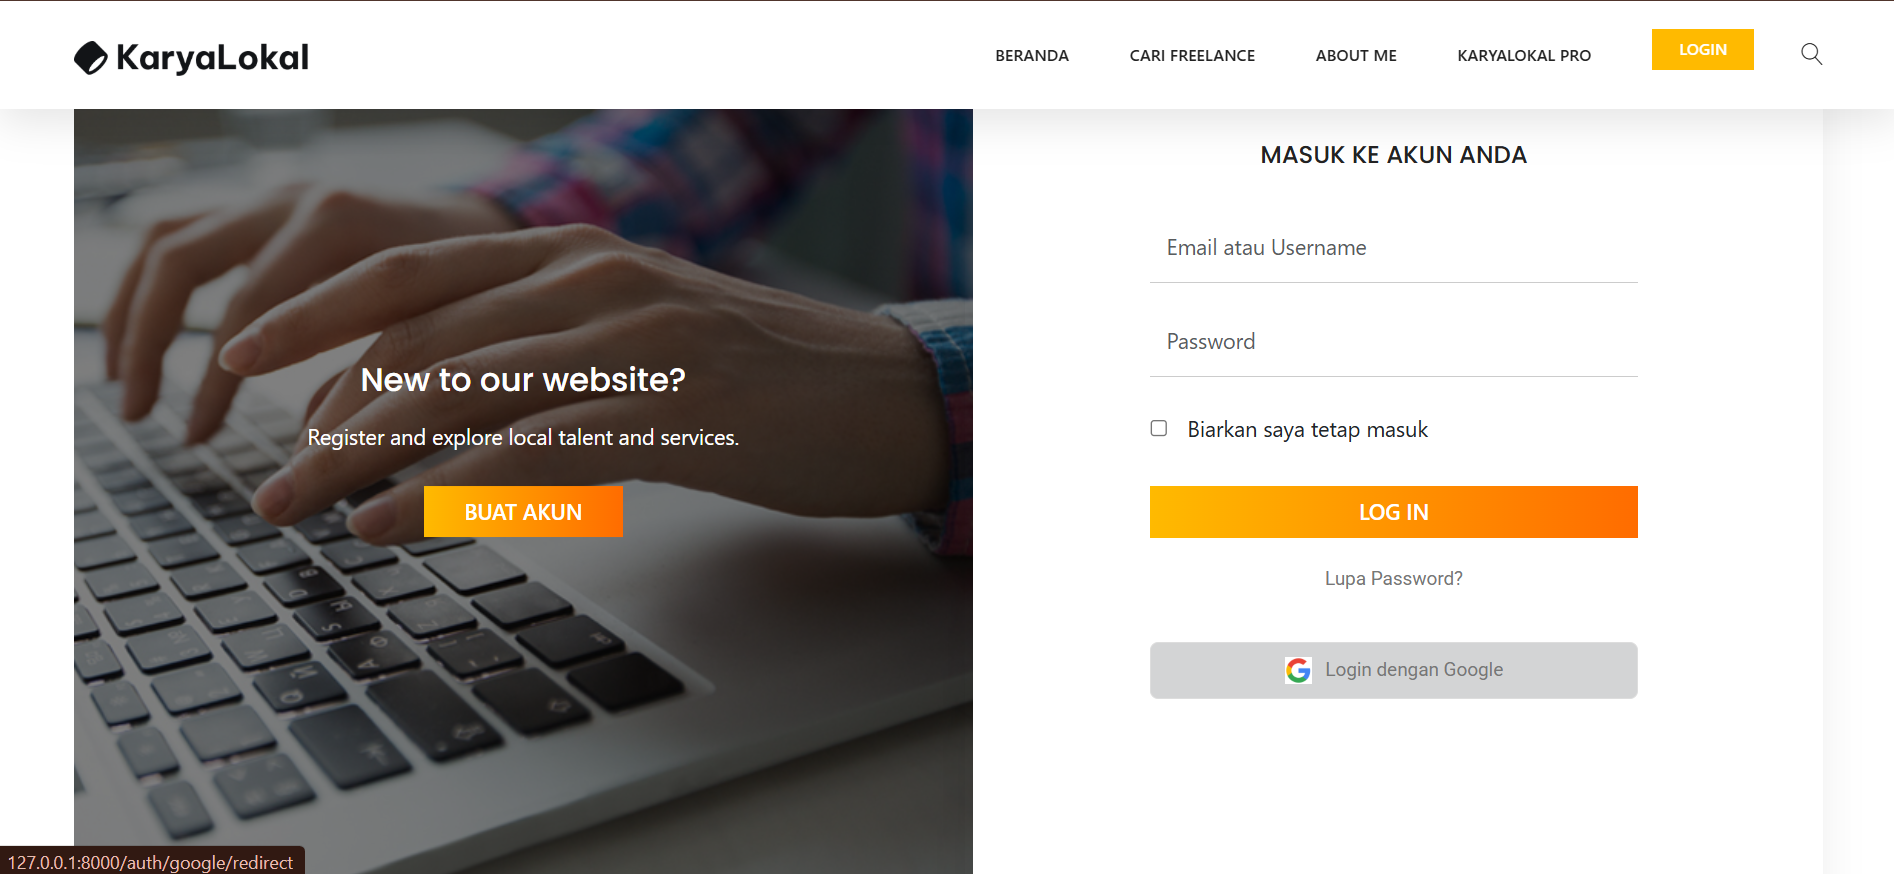 KaryaLokal
BERANDA
CARI FREELANCE
ABOUT ME
KARYALOKAL PRO
LOGIN
New to our website?
Register and explore local talent and services.
BUAT AKUN
MASUK KE AKUN ANDA
Email atau Username
Password
Biarkan saya tetap masuk
LOG IN
Lupa Password?
Login dengan Google
127.0.0.1:8000/auth/google/redirect